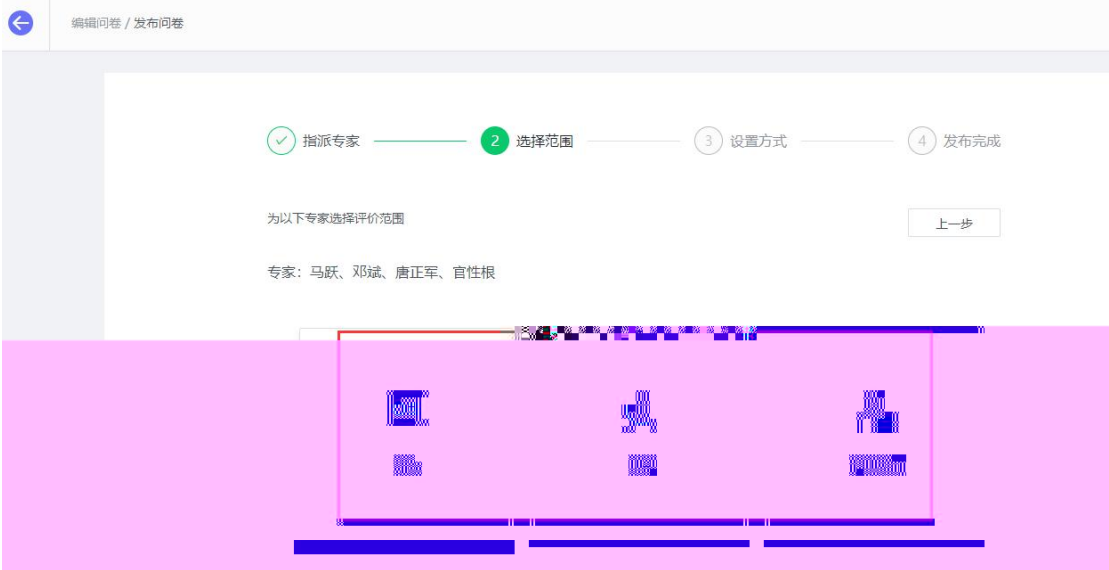 编辑问卷 / 发布问卷
指派专家 2 选择范围 3 设置方式 4 发布完成
为以下专家选择评价范围
上一步
专家：马跃、邓斌、唐正军、官性根